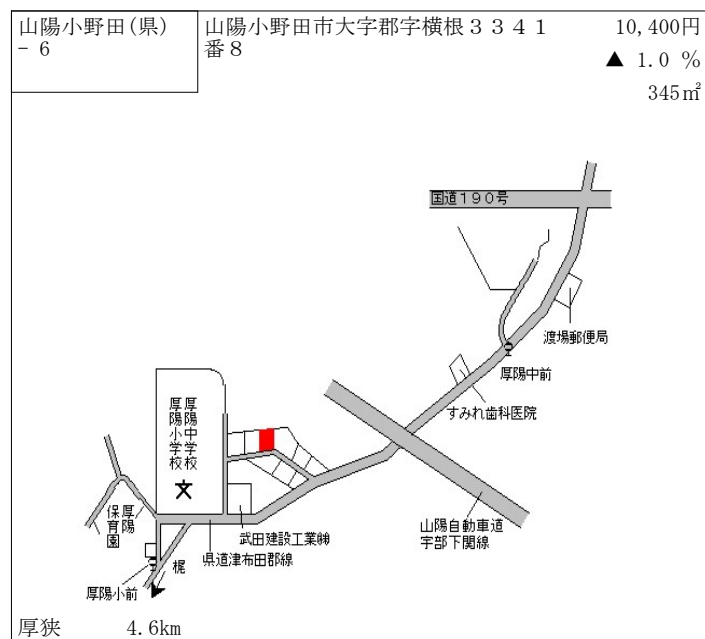 山陽小野田(県)
- 6
山陽小野田市大字郡字横根３３４１
番８
10,400円
▲ 1.0 %
345㎡
国道１９０号
渡場郵便局
厚陽中前
すみれ歯科医院
厚陽中学校
厚陽小学校
文
厚陽
保育園
武田建設工業㈱
県道津布田郡線
山陽自動車道
宇部下関線
梶
厚陽小前
厚狭 4.6km